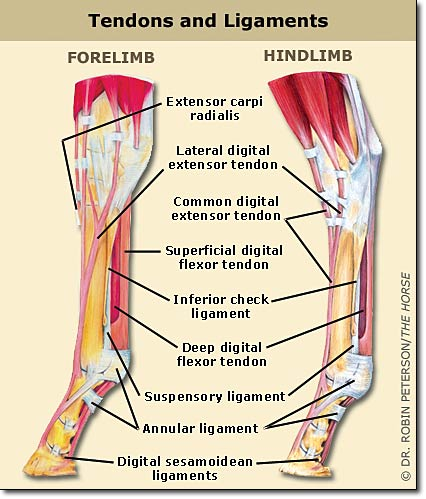 Tendons and Ligaments
FORELIMB
HINDLIMB
Extensor carpi
radialis
Lateral digital
extensor tendon
Common digital
extensor tendon
Superficial digital
flexor tendon
Inferior check
ligament
Deep digital
flexor tendon
Suspensory ligament
Annular ligament
Digital sesamoidean
ligaments
© DR. ROBIN PETERSON/THE HORSE